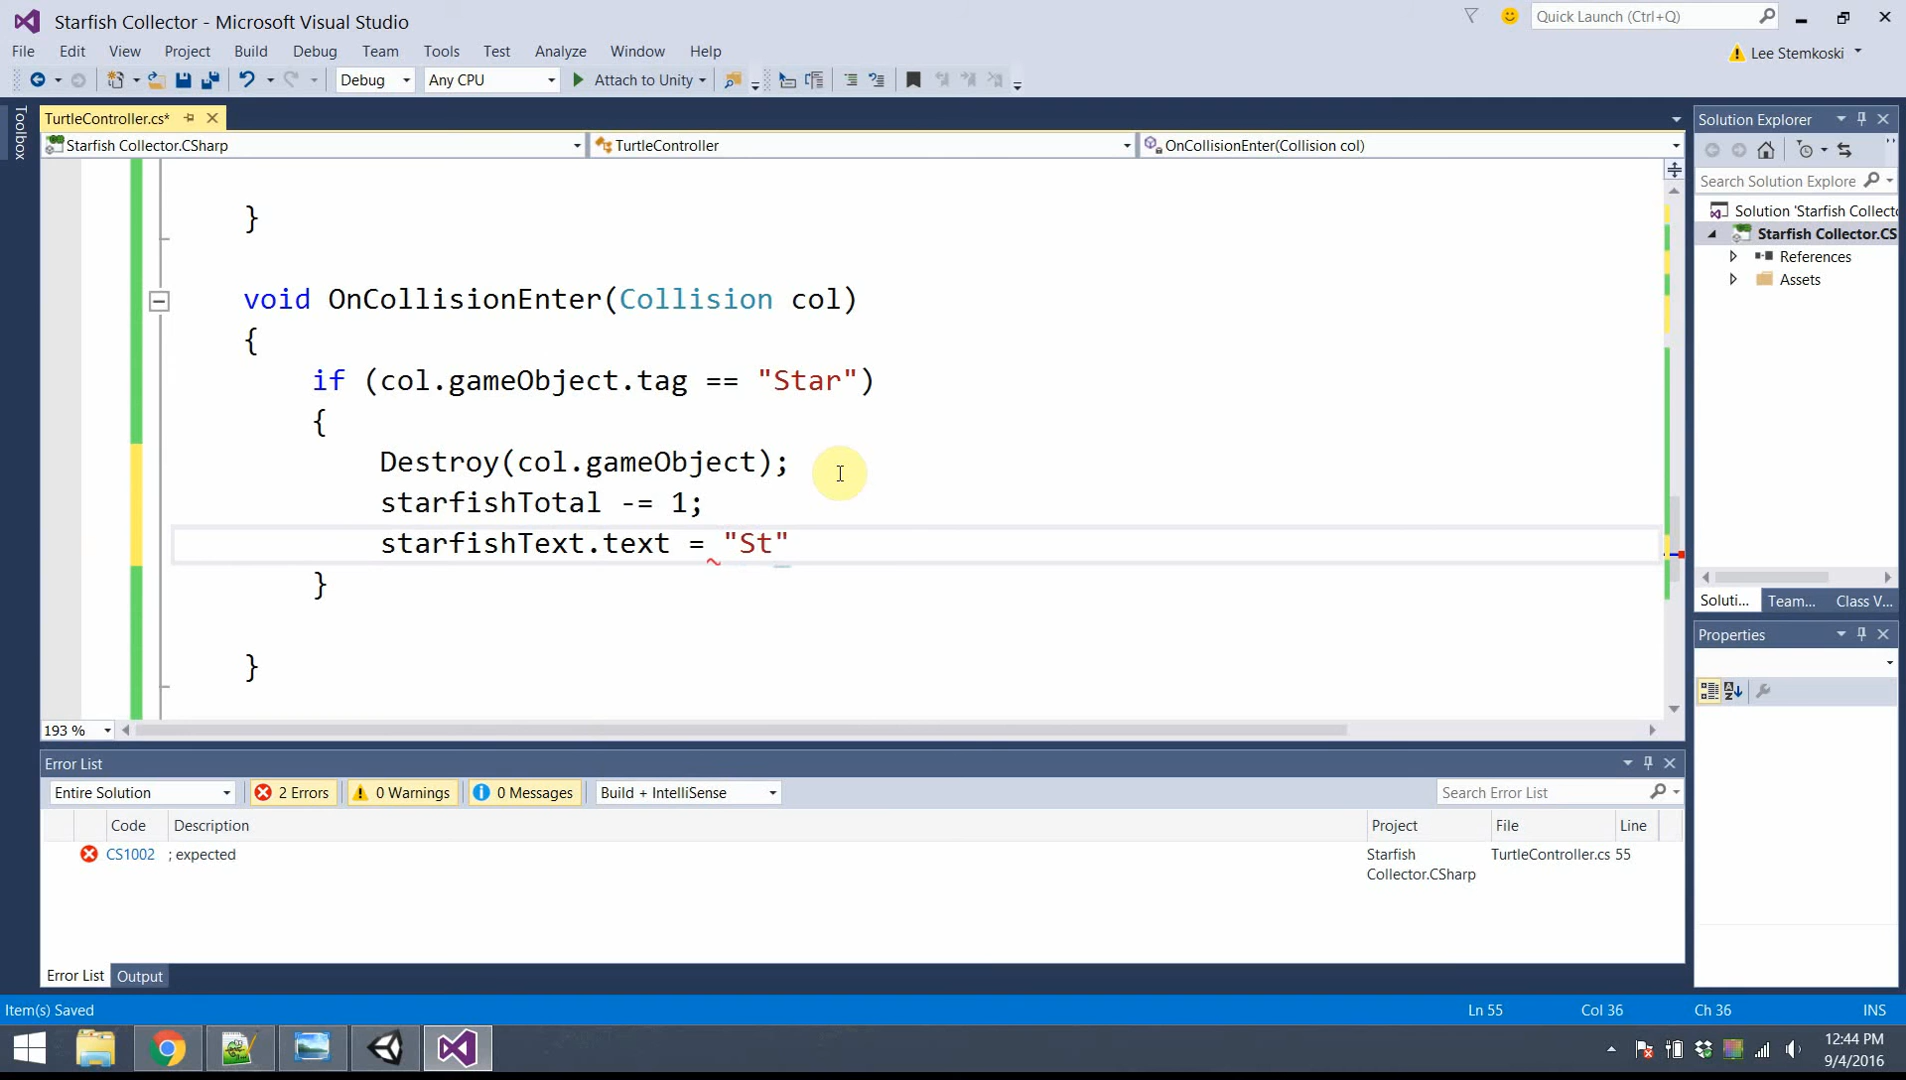 Starfish Collector - Microsoft Visual Studio
Quick Launch (Ctrl+Q)
File Edit View Project Build Debug Team Tools Test Analyze Window Help
Lee Stemkoski
Debug Any CPU Attach to Unity
Toolbox
TurtleController.cs*
Starfish Collector.CSharp TurtleController OnCollisionEnter(Collision col)
}
void OnCollisionEnter(Collision col)
{
if (col.gameObject.tag == "Star")
{
Destroy(col.gameObject);
starfishTotal -= 1;
starfishText.text = "St"
}
}
193 %
Solution Explorer
Search Solution Explore
Solution 'Starfish Collect
Starfish Collector.CS
References
Assets
Soluti... Team... Class V...
Properties
Error List
Entire Solution 2 Errors 0 Warnings 0 Messages Build + IntelliSense Search Error List
Code Description Project File Line
CS1002 ; expected Starfish Collector.CSharp TurtleController.cs 55
Error List Output
Item(s) Saved Ln 55 Col 36 Ch 36 INS
12:44 PM
9/4/2016